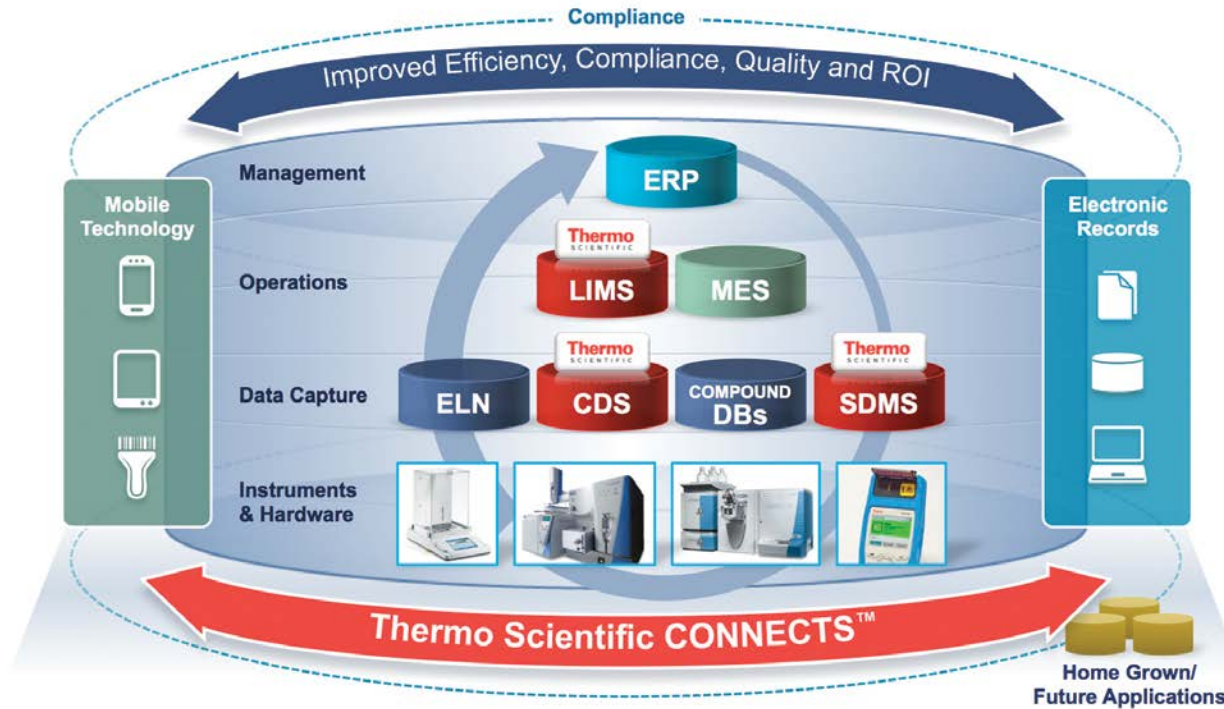 Compliance
Improved Efficiency, Compliance, Quality and ROI
Management
ERP
Mobile
Technology
Electronic
Records
Operations
Thermo
SCIENTIFIC
LIMS
MES
Data Capture
ELN
Thermo
SCIENTIFIC
CDS
COMPOUND
DBs
Thermo
SCIENTIFIC
SDMS
Instruments
& Hardware
Thermo Scientific CONNECTS™
Home Grown/
Future Applications